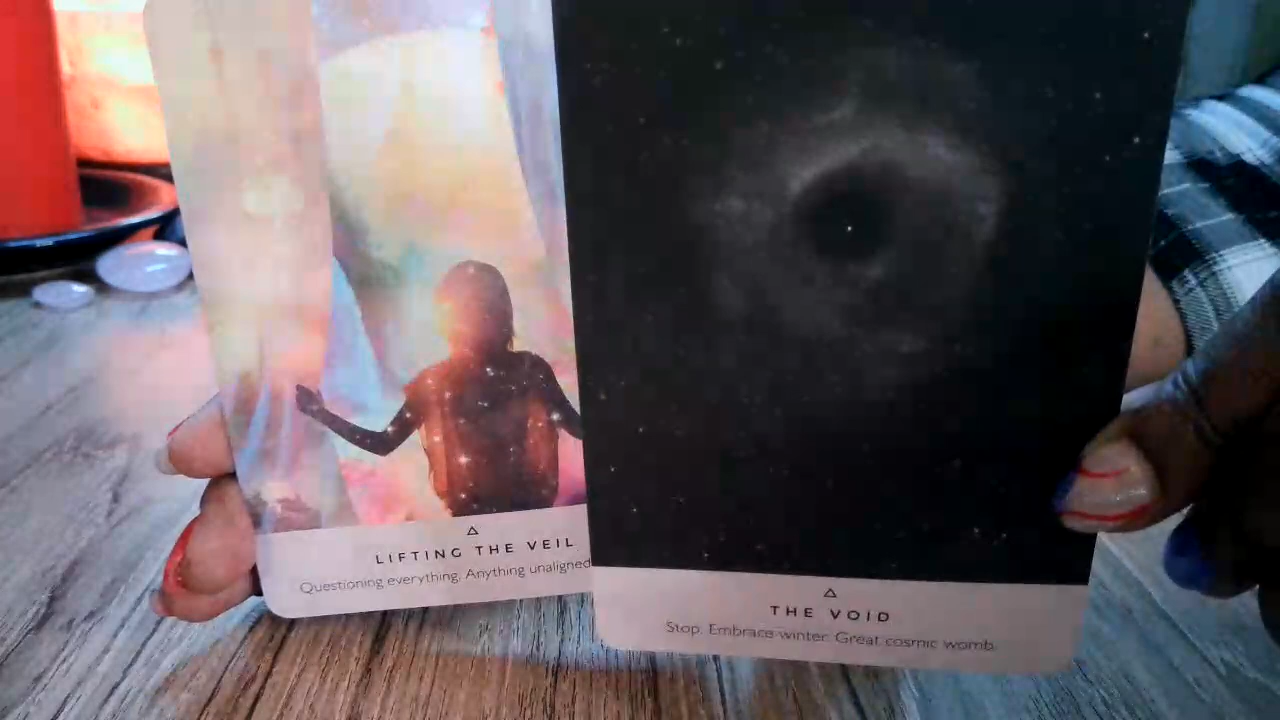 LIFTING THE VEIL
Questioning everything. Anything unaligned
THE VOID
Stop. Embrace winter. Great cosmic womb.